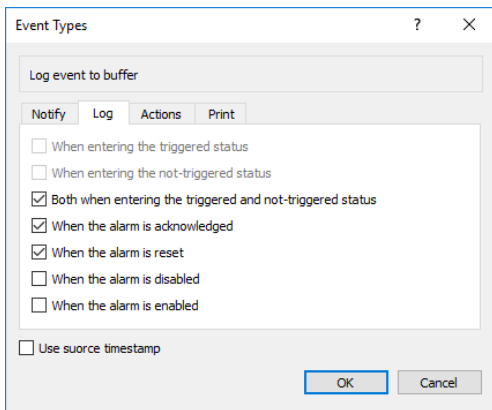 Event Types
Log event to buffer
Notify Log Actions Print
When entering the triggered status
When entering the not-triggered status
Both when entering the triggered and not-triggered status
When the alarm is acknowledged
When the alarm is reset
When the alarm is disabled
When the alarm is enabled
Use suorce timestamp
OK Cancel